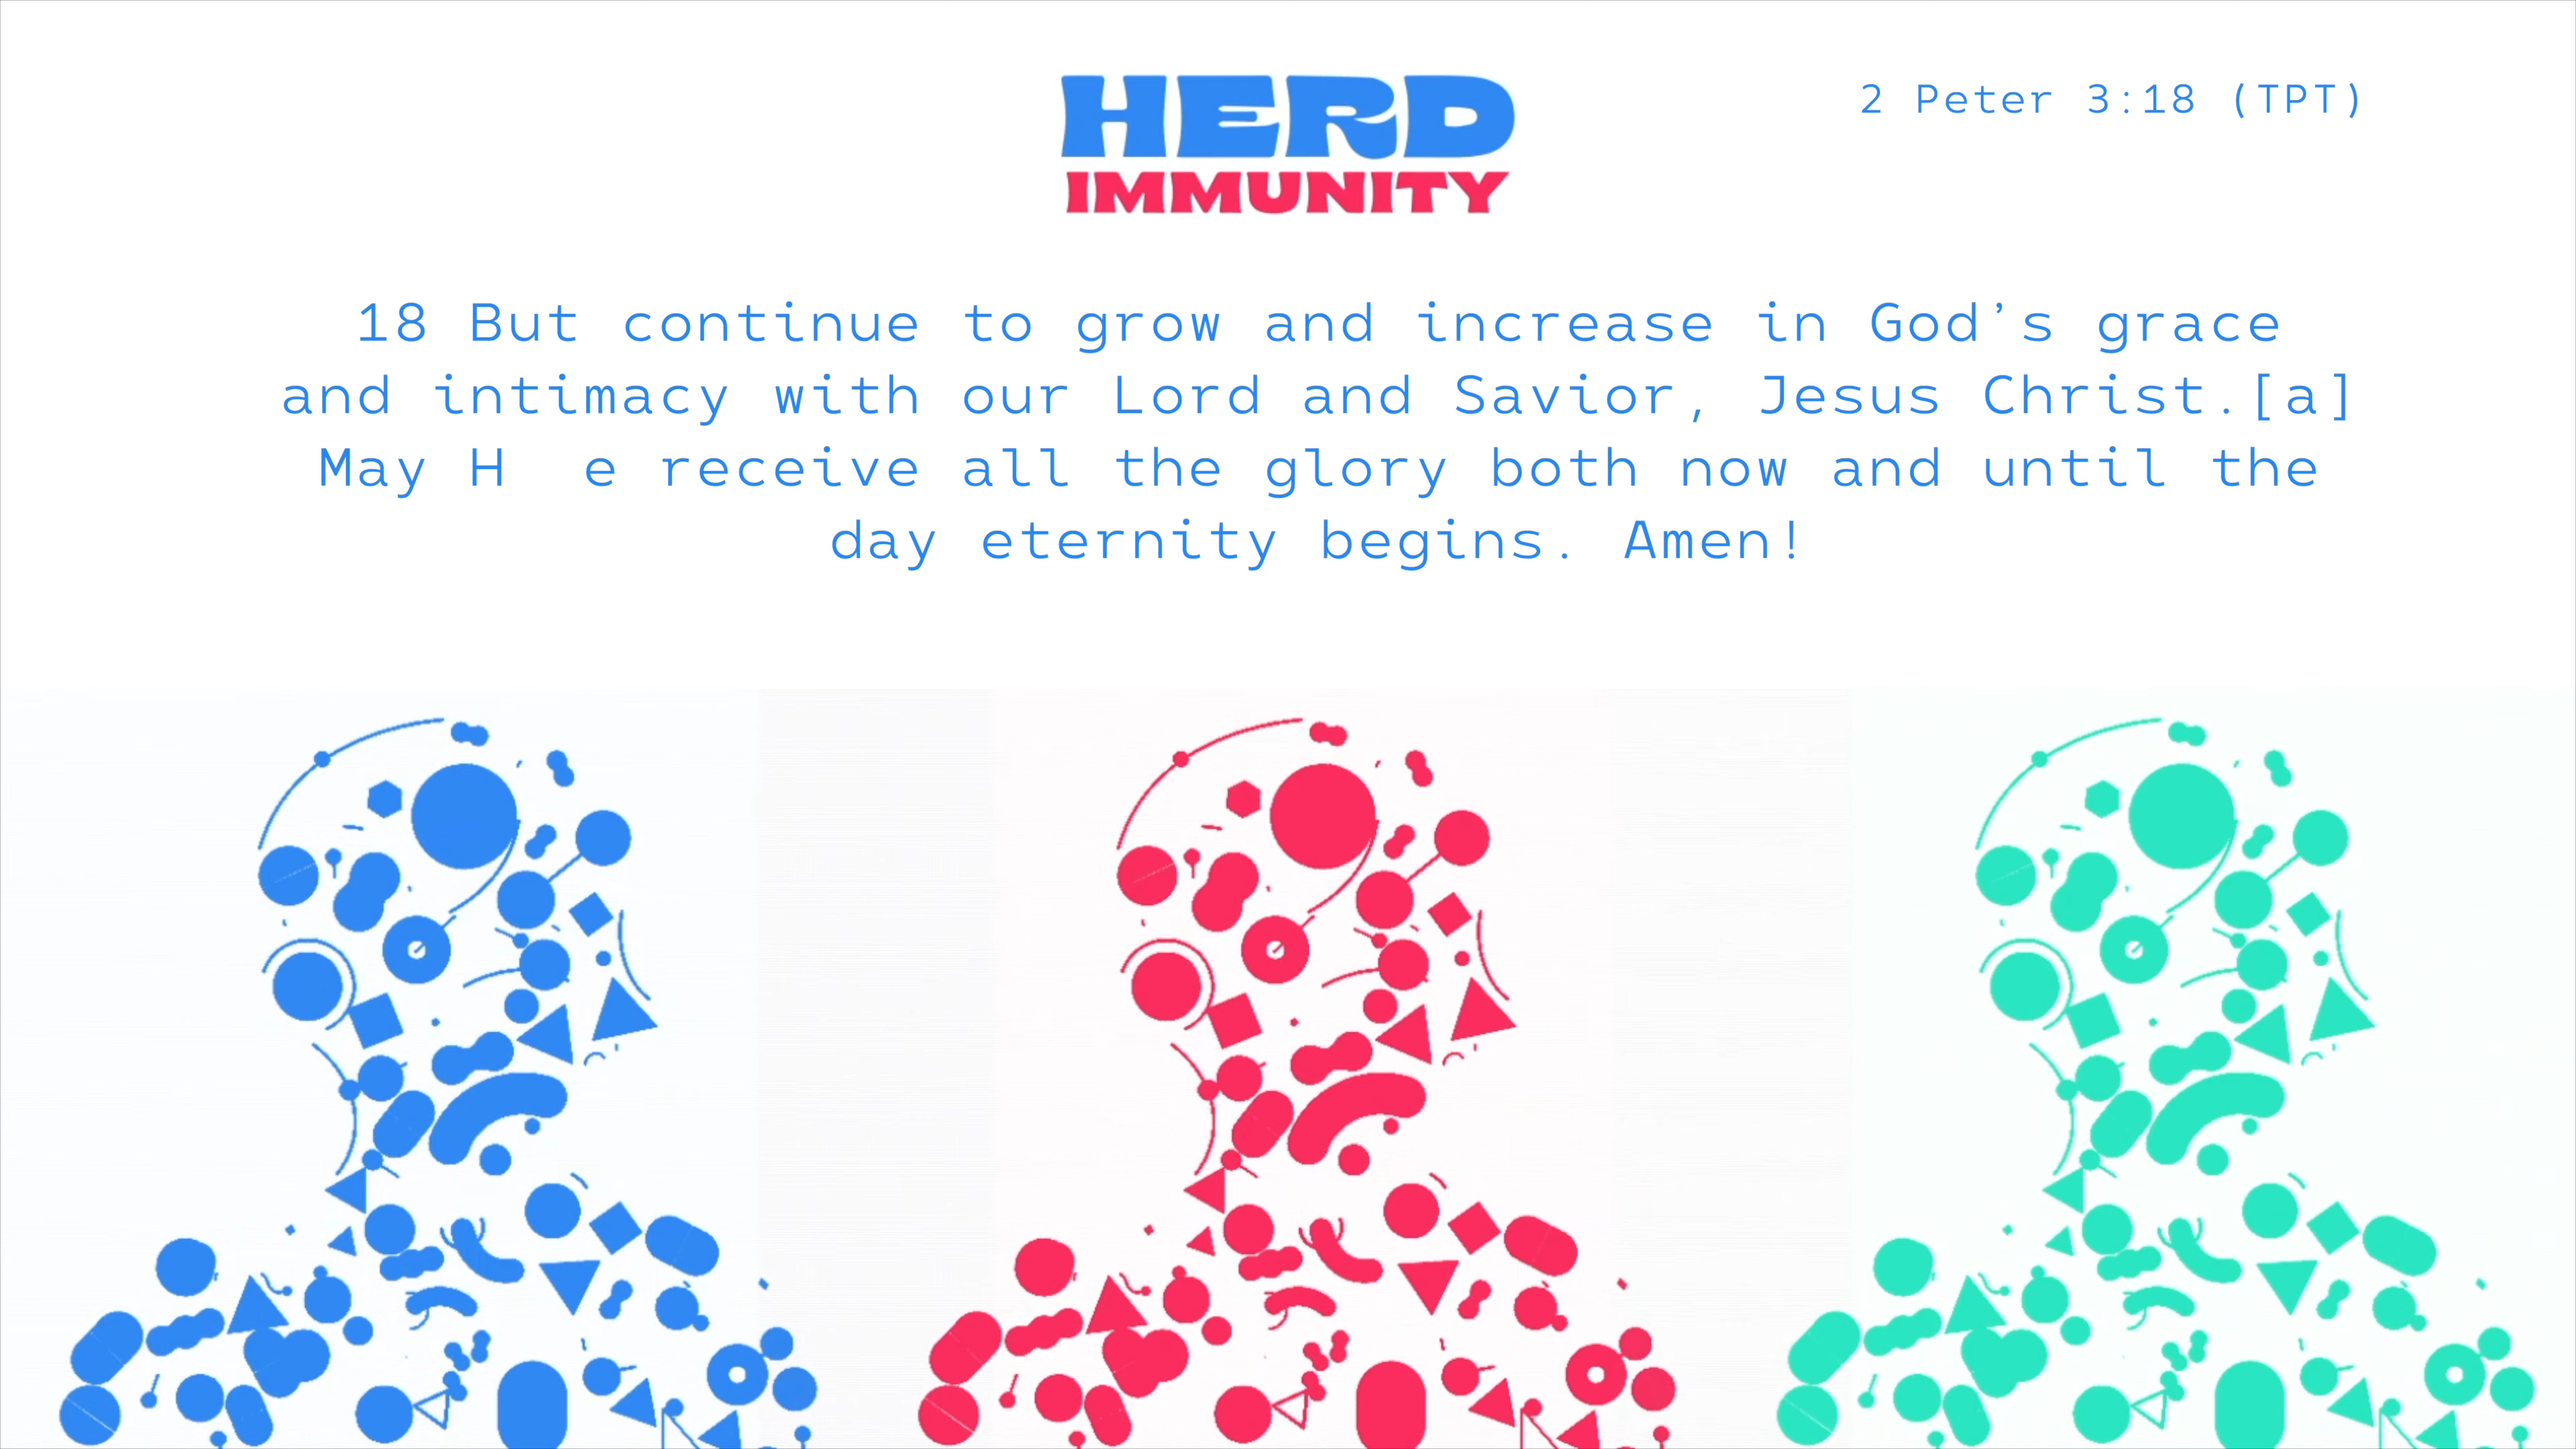 HERD
IMMUNITY
2 Peter 3:18 (TPT)
18 But continue to grow and increase in God’s grace
and intimacy with our Lord and Savior, Jesus Christ.[a]
May H  e receive all the glory both now and until the
day eternity begins. Amen!